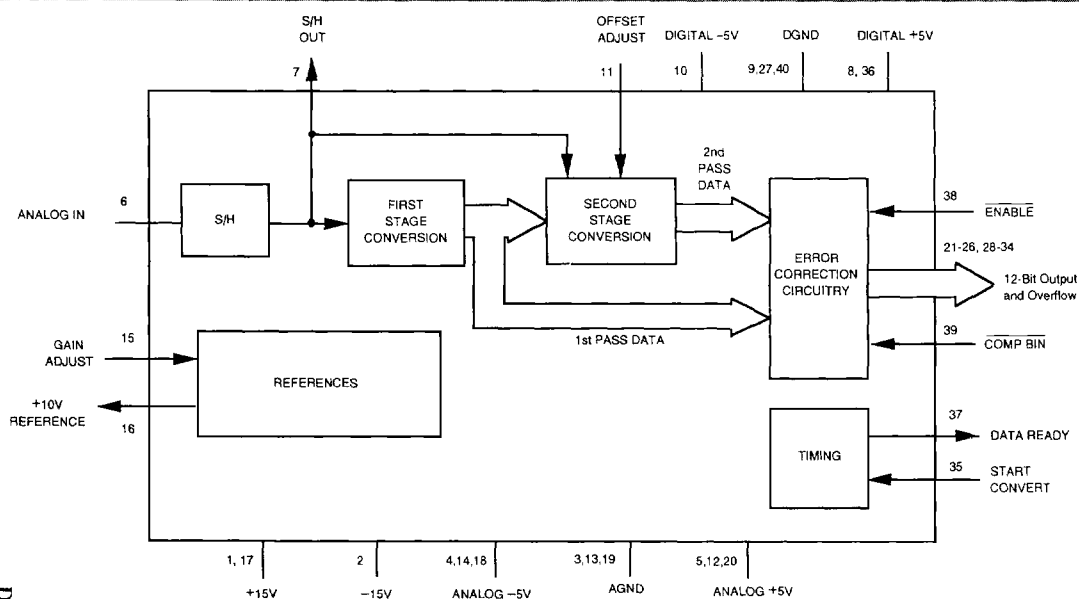 S/H
OUT
OFFSET
ADJUST
DIGITAL –5V
DGND
DIGITAL +5V
7
11
10
9,27,40
8, 36
2nd
PASS
DATA
ANALOG IN
6
S/H
FIRST
STAGE
CONVERSION
SECOND
STAGE
CONVERSION
ERROR
CORRECTION
CIRCUITRY
38
ENABLE
21-26, 28-34
12-Bit Output
and Overflow
39
COMP BIN
1st PASS DATA
GAIN
ADJUST
15
REFERENCES
+10V
REFERENCE
16
TIMING
37
DATA READY
35
START
CONVERT
1, 17
2
4,14,18
3,13,19
5,12,20
+15V
–15V
ANALOG –5V
AGND
ANALOG +5V